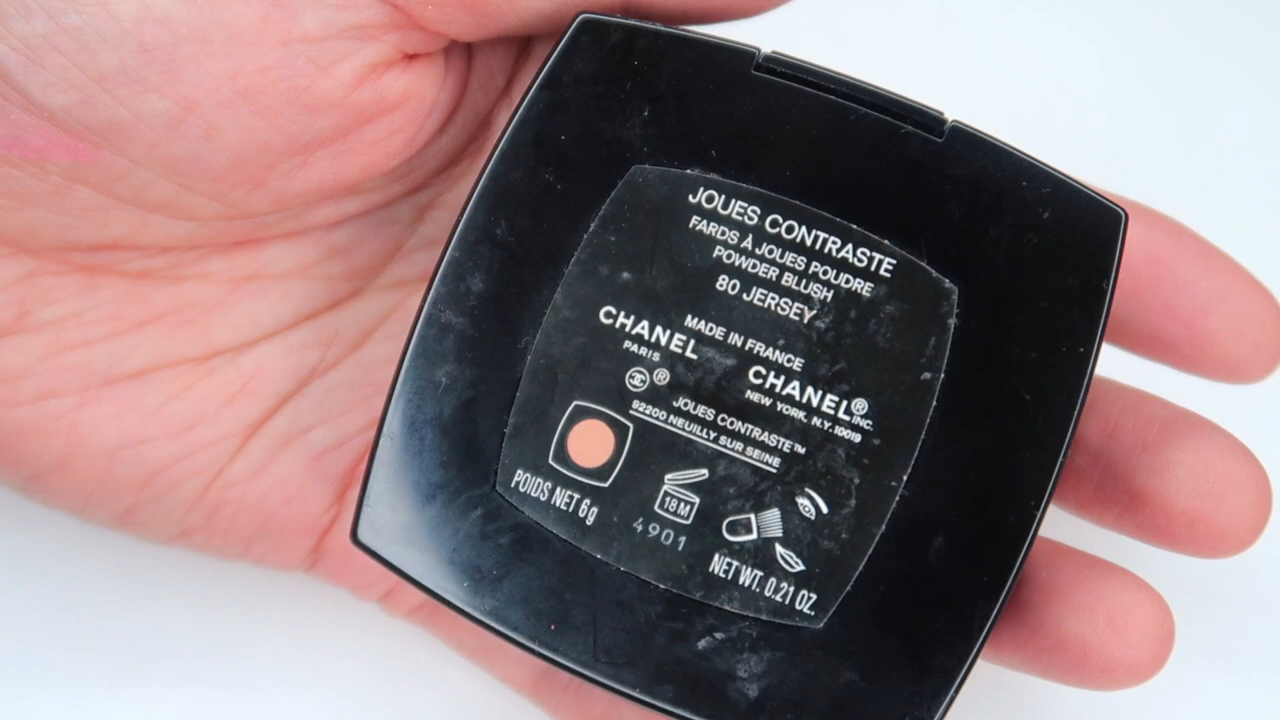 JOUES CONTRASTE
FARDS À JOUES POUDRE
POWDER BLUSH
80 JERSEY
MADE IN FRANCE
CHANEL
PARIS
®
CHANEL®
INC.
NEW YORK, N.Y. 10019
JOUES CONTRASTE™
92200 NEUILLY SUR SEINE
POIDS NET 6g
18M
4901
NET WT. 0.21 OZ.